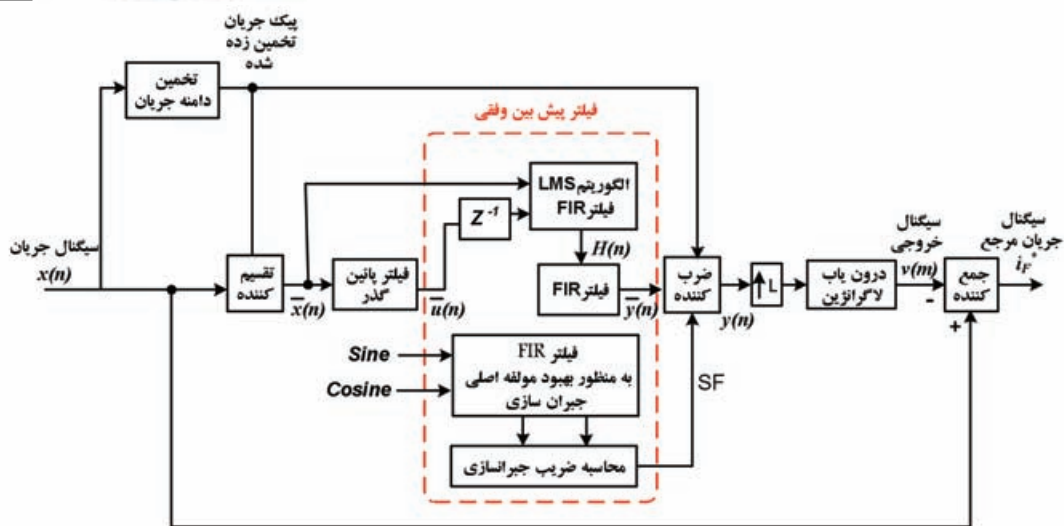 پیک جریان
تخمین زده
شده
تخمین
دامنه جریان
فیلتر پیش بین وفقی
الگوریتم LMS
فیلتر FIR
Z⁻¹
سیگنال جریان
x(n)
تقسیم
کننده
x̅(n)
فیلتر پائین
گذر
u̅(n)
H(n)
فیلتر FIR
y̅(n)
ضرب
کننده
y(n)
↑L
درون یاب
لاگرانژین
سیگنال
خروجی
v(m)
-
+
جمع
کننده
سیگنال
جریان مرجع
i_F*
Sine
Cosine
فیلتر FIR
به منظور بهبود مولفه اصلی
جبران سازی
SF
محاسبه ضریب جبرانسازی